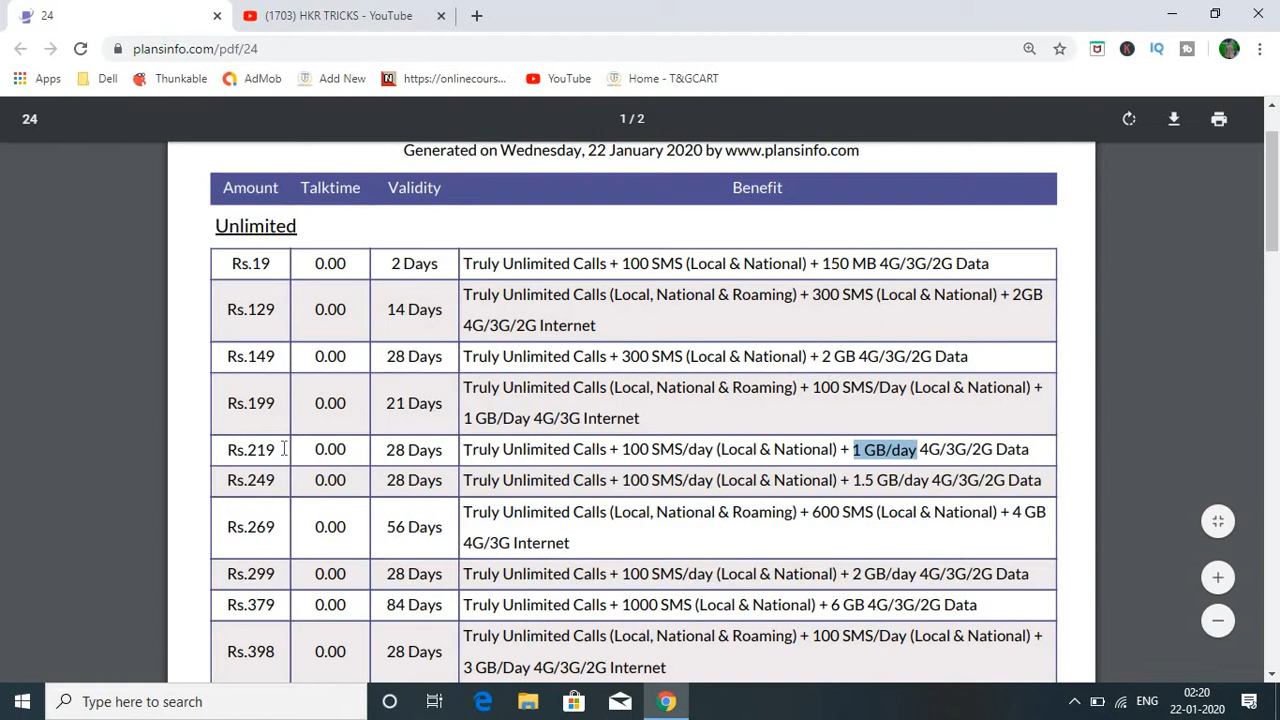 24
(1703) HKR TRICKS - YouTube
plansinfo.com/pdf/24
Apps
Dell
Thunkable
AdMob
Add New
https://onlinecours...
YouTube
Home - T&GCART
24
1 / 2
Generated on Wednesday, 22 January 2020 by www.plansinfo.com
Amount Talktime Validity Benefit
Unlimited
Rs.19 0.00 2 Days Truly Unlimited Calls + 100 SMS (Local & National) + 150 MB 4G/3G/2G Data
Rs.129 0.00 14 Days Truly Unlimited Calls (Local, National & Roaming) + 300 SMS (Local & National) + 2GB
4G/3G/2G Internet
Rs.149 0.00 28 Days Truly Unlimited Calls + 300 SMS (Local & National) + 2 GB 4G/3G/2G Data
Rs.199 0.00 21 Days Truly Unlimited Calls (Local, National & Roaming) + 100 SMS/Day (Local & National) +
1 GB/Day 4G/3G Internet
Rs.219 0.00 28 Days Truly Unlimited Calls + 100 SMS/day (Local & National) + 1 GB/day 4G/3G/2G Data
Rs.249 0.00 28 Days Truly Unlimited Calls + 100 SMS/day (Local & National) + 1.5 GB/day 4G/3G/2G Data
Rs.269 0.00 56 Days Truly Unlimited Calls (Local, National & Roaming) + 600 SMS (Local & National) + 4 GB
4G/3G Internet
Rs.299 0.00 28 Days Truly Unlimited Calls + 100 SMS/day (Local & National) + 2 GB/day 4G/3G/2G Data
Rs.379 0.00 84 Days Truly Unlimited Calls + 1000 SMS (Local & National) + 6 GB 4G/3G/2G Data
Rs.398 0.00 28 Days Truly Unlimited Calls (Local, National & Roaming) + 100 SMS/Day (Local & National) +
3 GB/Day 4G/3G/2G Internet
Type here to search
ENG
02:20
22-01-2020